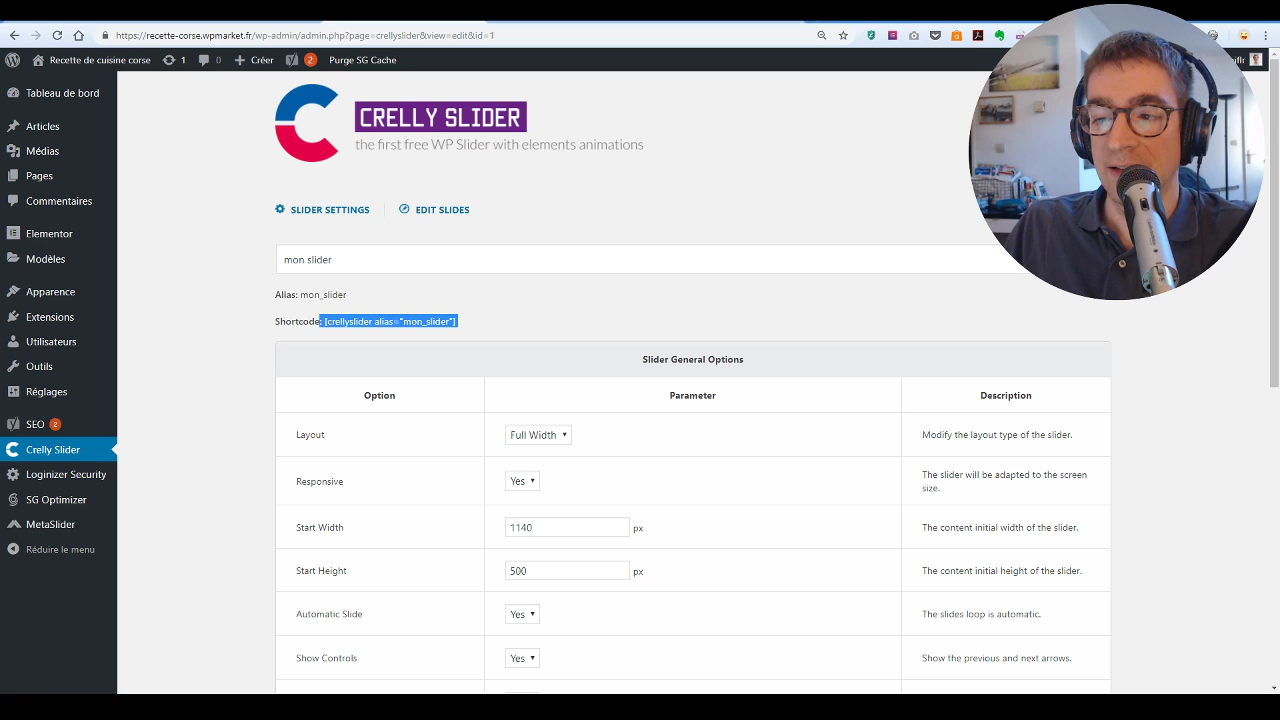 https://recette-corse.wpmarket.fr/wp-admin/admin.php?page=crellyslider&view=edit&id=1
Recette de cuisine corse
1
0
Créer
2
Purge SG Cache
Tableau de bord
Articles
Médias
Pages
Commentaires
Elementor
Modèles
Apparence
Extensions
Utilisateurs
Outils
Réglages
SEO 2
Crelly Slider
Loginizer Security
SG Optimizer
MetaSlider
Réduire le menu
CRELLY SLIDER
the first free WP Slider with elements animations
SLIDER SETTINGS
EDIT SLIDES
mon slider
Alias: mon_slider
Shortcode: [crellyslider alias="mon_slider"]
Slider General Options
Option
Parameter
Description
Layout
Full Width
Modify the layout type of the slider.
Responsive
Yes
The slider will be adapted to the screen
size.
Start Width
1140
px
The content initial width of the slider.
Start Height
500
px
The content initial height of the slider.
Automatic Slide
Yes
The slides loop is automatic.
Show Controls
Yes
Show the previous and next arrows.